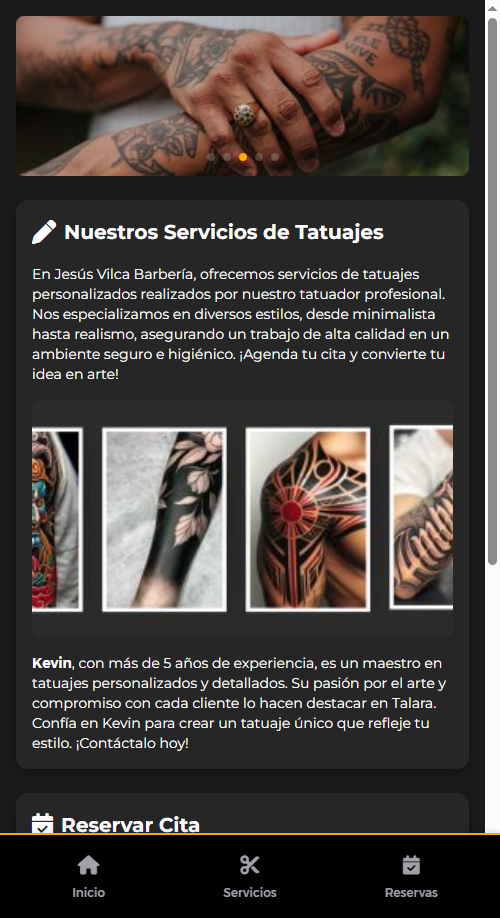 ELE
VIVE
Nuestros Servicios de Tatuajes
En Jesús Vilca Barbería, ofrecemos servicios de tatuajes
personalizados realizados por nuestro tatuador profesional.
Nos especializamos en diversos estilos, desde minimalista
hasta realismo, asegurando un trabajo de alta calidad en un
ambiente seguro e higiénico. ¡Agenda tu cita y convierte tu
idea en arte!
Kevin, con más de 5 años de experiencia, es un maestro en
tatuajes personalizados y detallados. Su pasión por el arte y
compromiso con cada cliente lo hacen destacar en Talara.
Confía en Kevin para crear un tatuaje único que refleje tu
estilo. ¡Contáctalo hoy!
Reservar Cita
Inicio
Servicios
Reservas